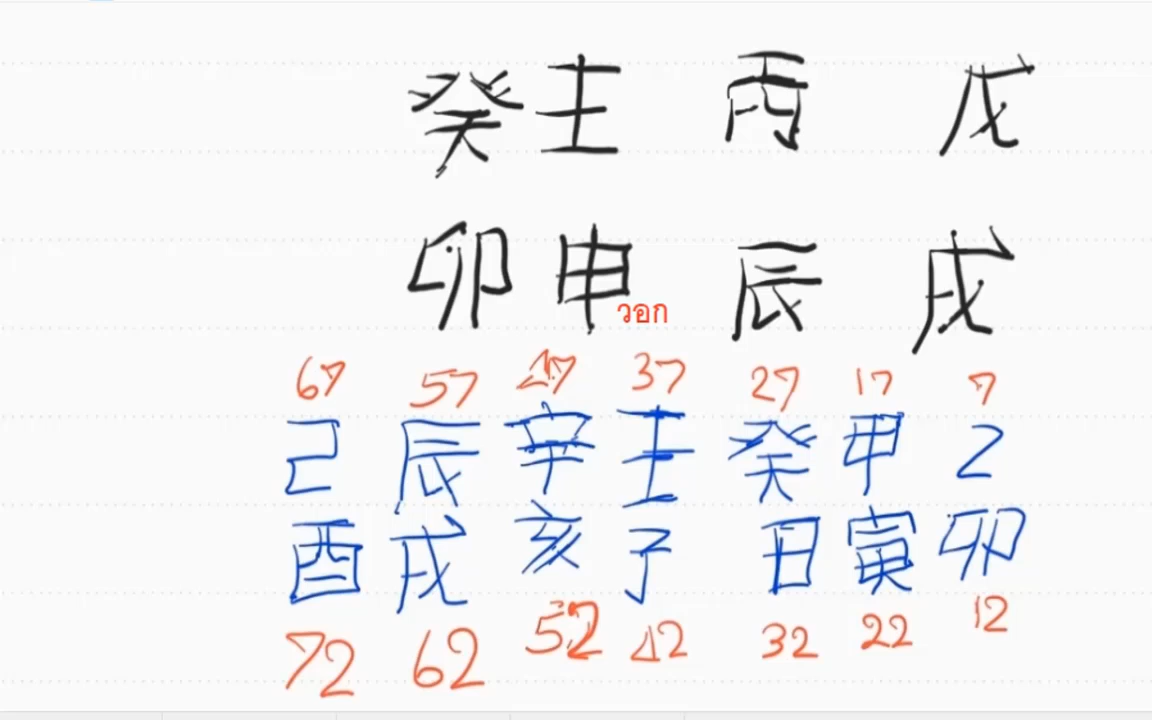 癸 壬 丙 戊
卯 申 辰 戌
วอก
67 57 47 37 27 17 7
己 辰 辛 壬 癸 甲 乙
酉 戌 亥 子 丑 寅 卯
72 62 52 42 32 22 12